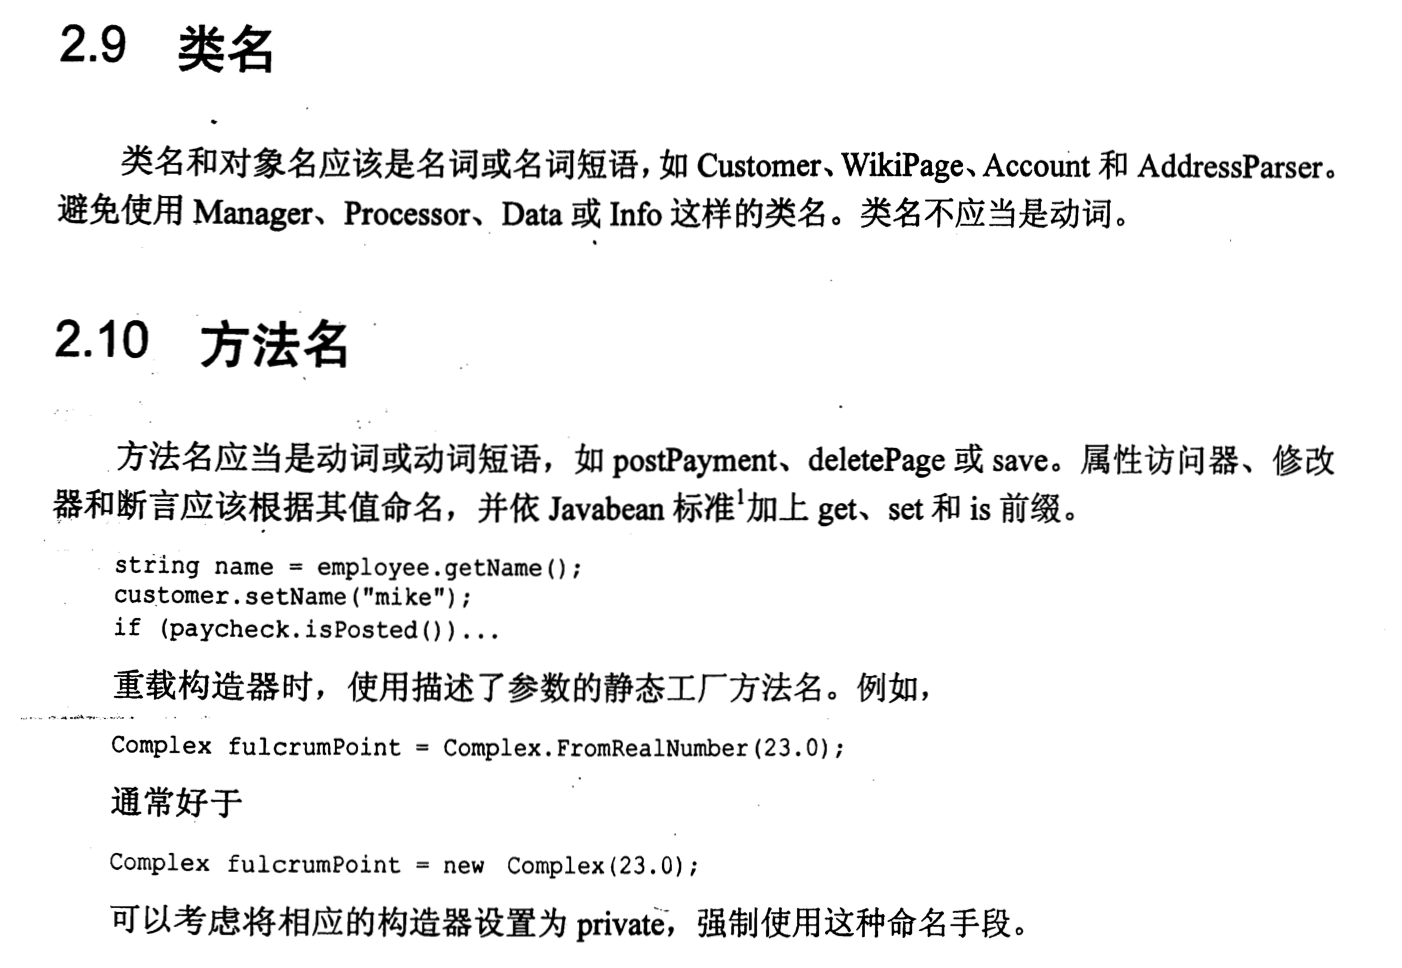 2.9 类名
类名和对象名应该是名词或名词短语，如 Customer、WikiPage、Account 和 AddressParser。
避免使用 Manager、Processor、Data 或 Info 这样的类名。类名不应当是动词。
2.10 方法名
方法名应当是动词或动词短语，如 postPayment、deletePage 或 save。属性访问器、修改
器和断言应该根据其值命名，并依 Javabean 标准1加上 get、set 和 is 前缀。
string name = employee.getName();
customer.setName("mike");
if (paycheck.isPosted())...
重载构造器时，使用描述了参数的静态工厂方法名。例如，
Complex fulcrumPoint = Complex.FromRealNumber(23.0);
通常好于
Complex fulcrumPoint = new Complex(23.0);
可以考虑将相应的构造器设置为 private，强制使用这种命名手段。